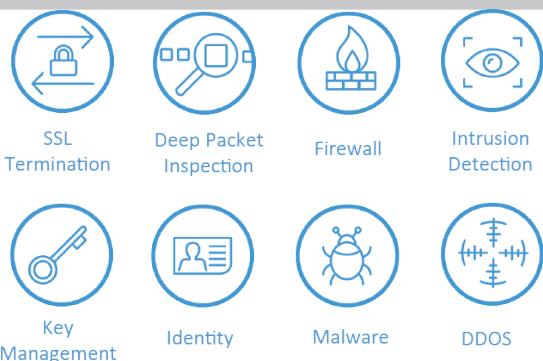 SSL
Termination
Deep Packet
Inspection
Firewall
Intrusion
Detection
Key
Management
Identity
Malware
DDOS